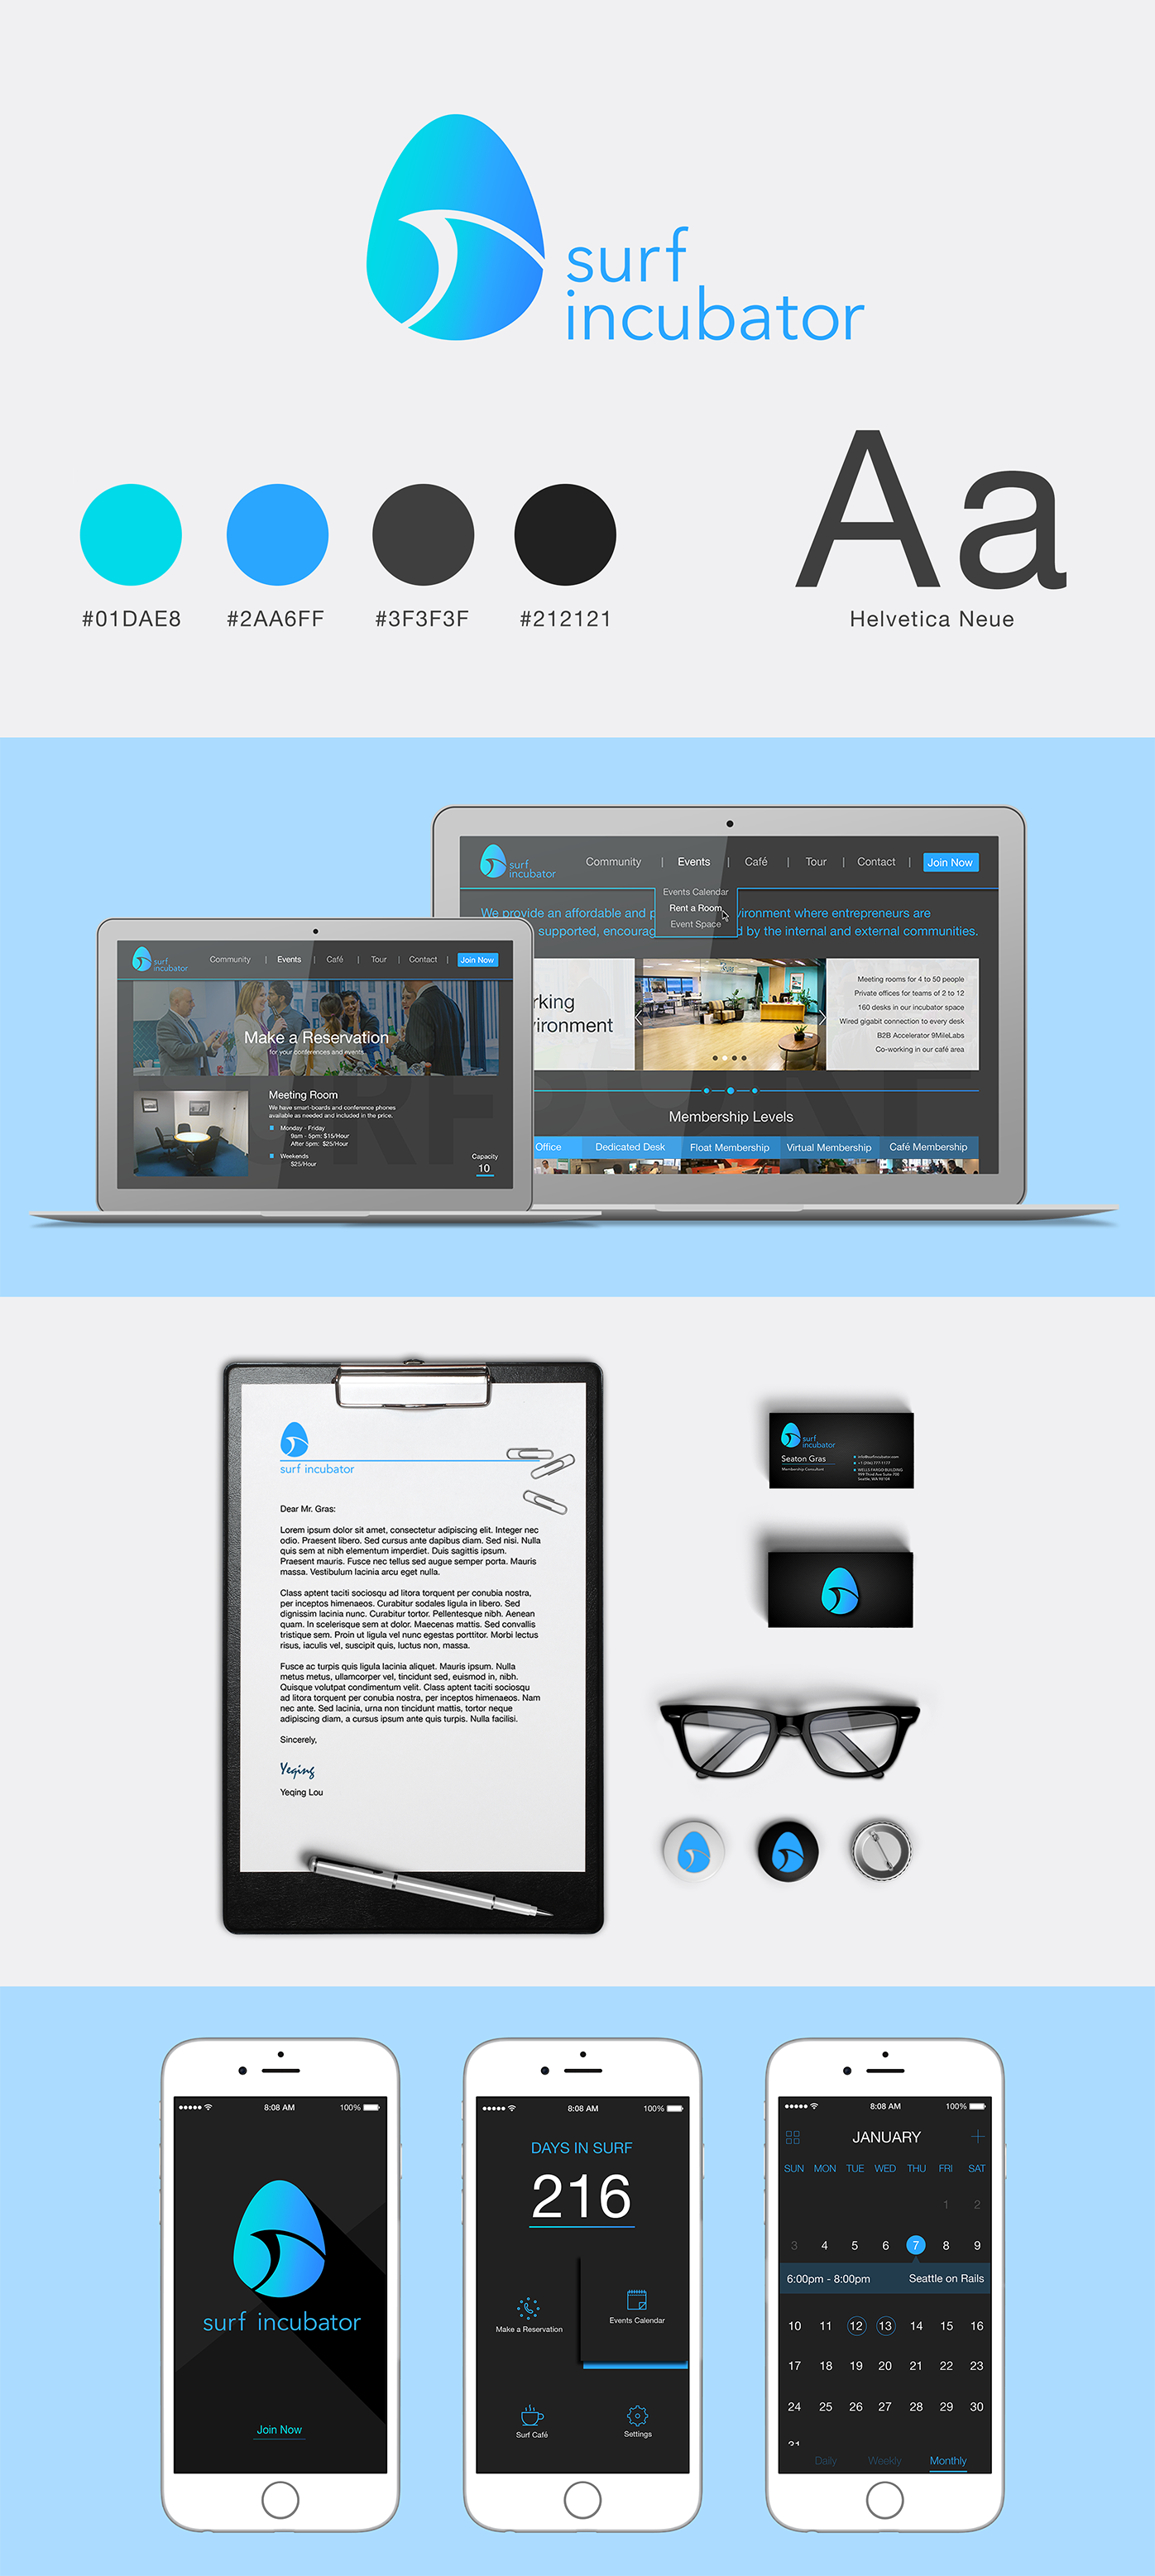 surf
incubator
#01DAE8
#2AA6FF
#3F3F3F
#212121
Aa
Helvetica Neue
surf
incubator
Community | Events | Café | Tour | Contact | Join Now
Events Calendar
Rent a Room
Event Space
We provide an affordable and p
vironment where entrepreneurs are
supported, encourag
d by the internal and external communities.
rking
vironment
Meeting rooms for 4 to 50 people
Private offices for teams of 2 to 12
160 desks in our incubator space
Wired gigabit connection to every desk
B2B Accelerator 9MileLabs
Co-working in our café area
Membership Levels
Office
Dedicated Desk
Float Membership
Virtual Membership
Café Membership
surf
incubator
Community | Events | Café | Tour | Contact | Join Now
Make a Reservation
for your conferences and events
Meeting Room
We have smart-boards and conference phones
available as needed and included in the price.
Monday - Friday
9am - 5pm: $15/Hour
After 5pm: $25/Hour
Weekends
$25/Hour
Capacity
10
surf incubator
Dear Mr. Gras:
Lorem ipsum dolor sit amet, consectetur adipiscing elit. Integer nec
odio. Praesent libero. Sed cursus ante dapibus diam. Sed nisi. Nulla
quis sem at nibh elementum imperdiet. Duis sagittis ipsum.
Praesent mauris. Fusce nec tellus sed augue semper porta. Mauris
massa. Vestibulum lacinia arcu eget nulla.
Class aptent taciti sociosqu ad litora torquent per conubia nostra,
per inceptos himenaeos. Curabitur sodales ligula in libero. Sed
dignissim lacinia nunc. Curabitur tortor. Pellentesque nibh. Aenean
quam. In scelerisque sem at dolor. Maecenas mattis. Sed convallis
tristique sem. Proin ut ligula vel nunc egestas porttitor. Morbi lectus
risus, iaculis vel, suscipit quis, luctus non, massa.
Fusce ac turpis quis ligula lacinia aliquet. Mauris ipsum. Nulla
metus metus, ullamcorper vel, tincidunt sed, euismod in, nibh.
Quisque volutpat condimentum velit. Class aptent taciti sociosqu
ad litora torquent per conubia nostra, per inceptos himenaeos. Nam
nec ante. Sed lacinia, urna non tincidunt mattis, tortor neque
adipiscing diam, a cursus ipsum ante quis turpis. Nulla facilisi.
Sincerely,
Yeqing
Yeqing Lou
surf
incubator
Seaton Gras
Membership Consultant
info@surfincubator.com
+1 (206) 777-1177
WELLS FARGO BUILDING
999 Third Ave Suite 700
Seattle, WA 98104
8:08 AM
100%
surf incubator
Join Now
8:08 AM
100%
DAYS IN SURF
216
Make a Reservation
Events Calendar
Surf Café
Settings
8:08 AM
100%
JANUARY
SUN MON TUE WED THU FRI SAT
1 2
3 4 5 6 7 8 9
6:00pm - 8:00pm
Seattle on Rails
10 11 12 13 14 15 16
17 18 19 20 21 22 23
24 25 26 27 28 29 30
31
Daily
Weekly
Monthly